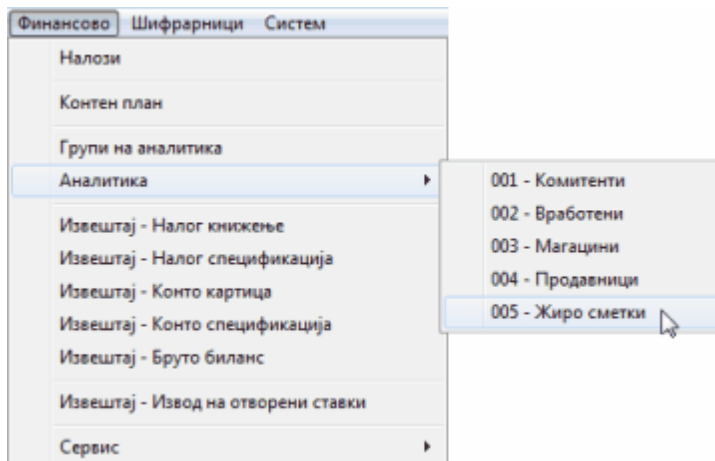 Финансово Шифрарници Систем
Налози
Контен план
Групи на аналитика
Аналитика
Извештај - Налог книжење
Извештај - Налог спецификација
Извештај - Конто картица
Извештај - Конто спецификација
Извештај - Бруто биланс
Извештај - Извод на отворени ставки
Сервис
001 - Комитенти
002 - Вработени
003 - Магацини
004 - Продавници
005 - Жиро сметки